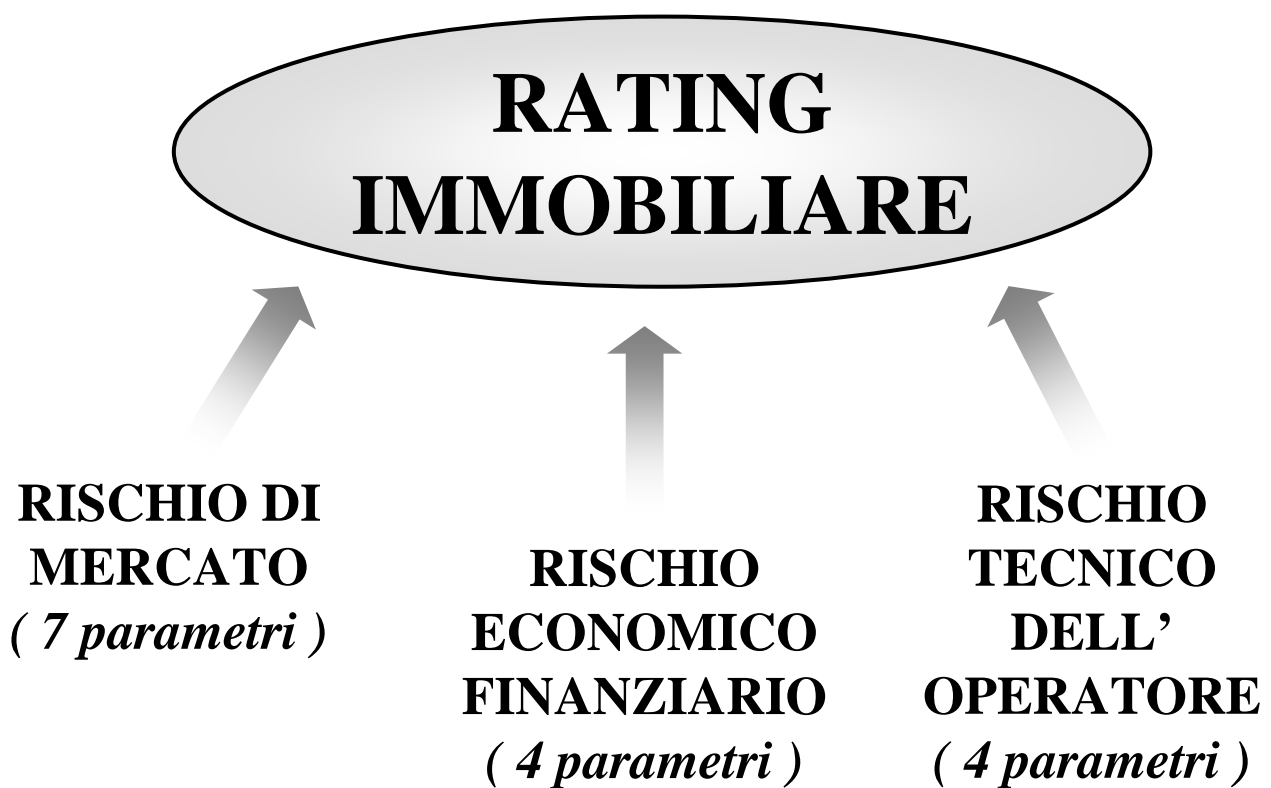 RATING
IMMOBILIARE
RISCHIO DI
MERCATO
( 7 parametri )
RISCHIO
ECONOMICO
FINANZIARIO
( 4 parametri )
RISCHIO
TECNICO
DELL’
OPERATORE
( 4 parametri )